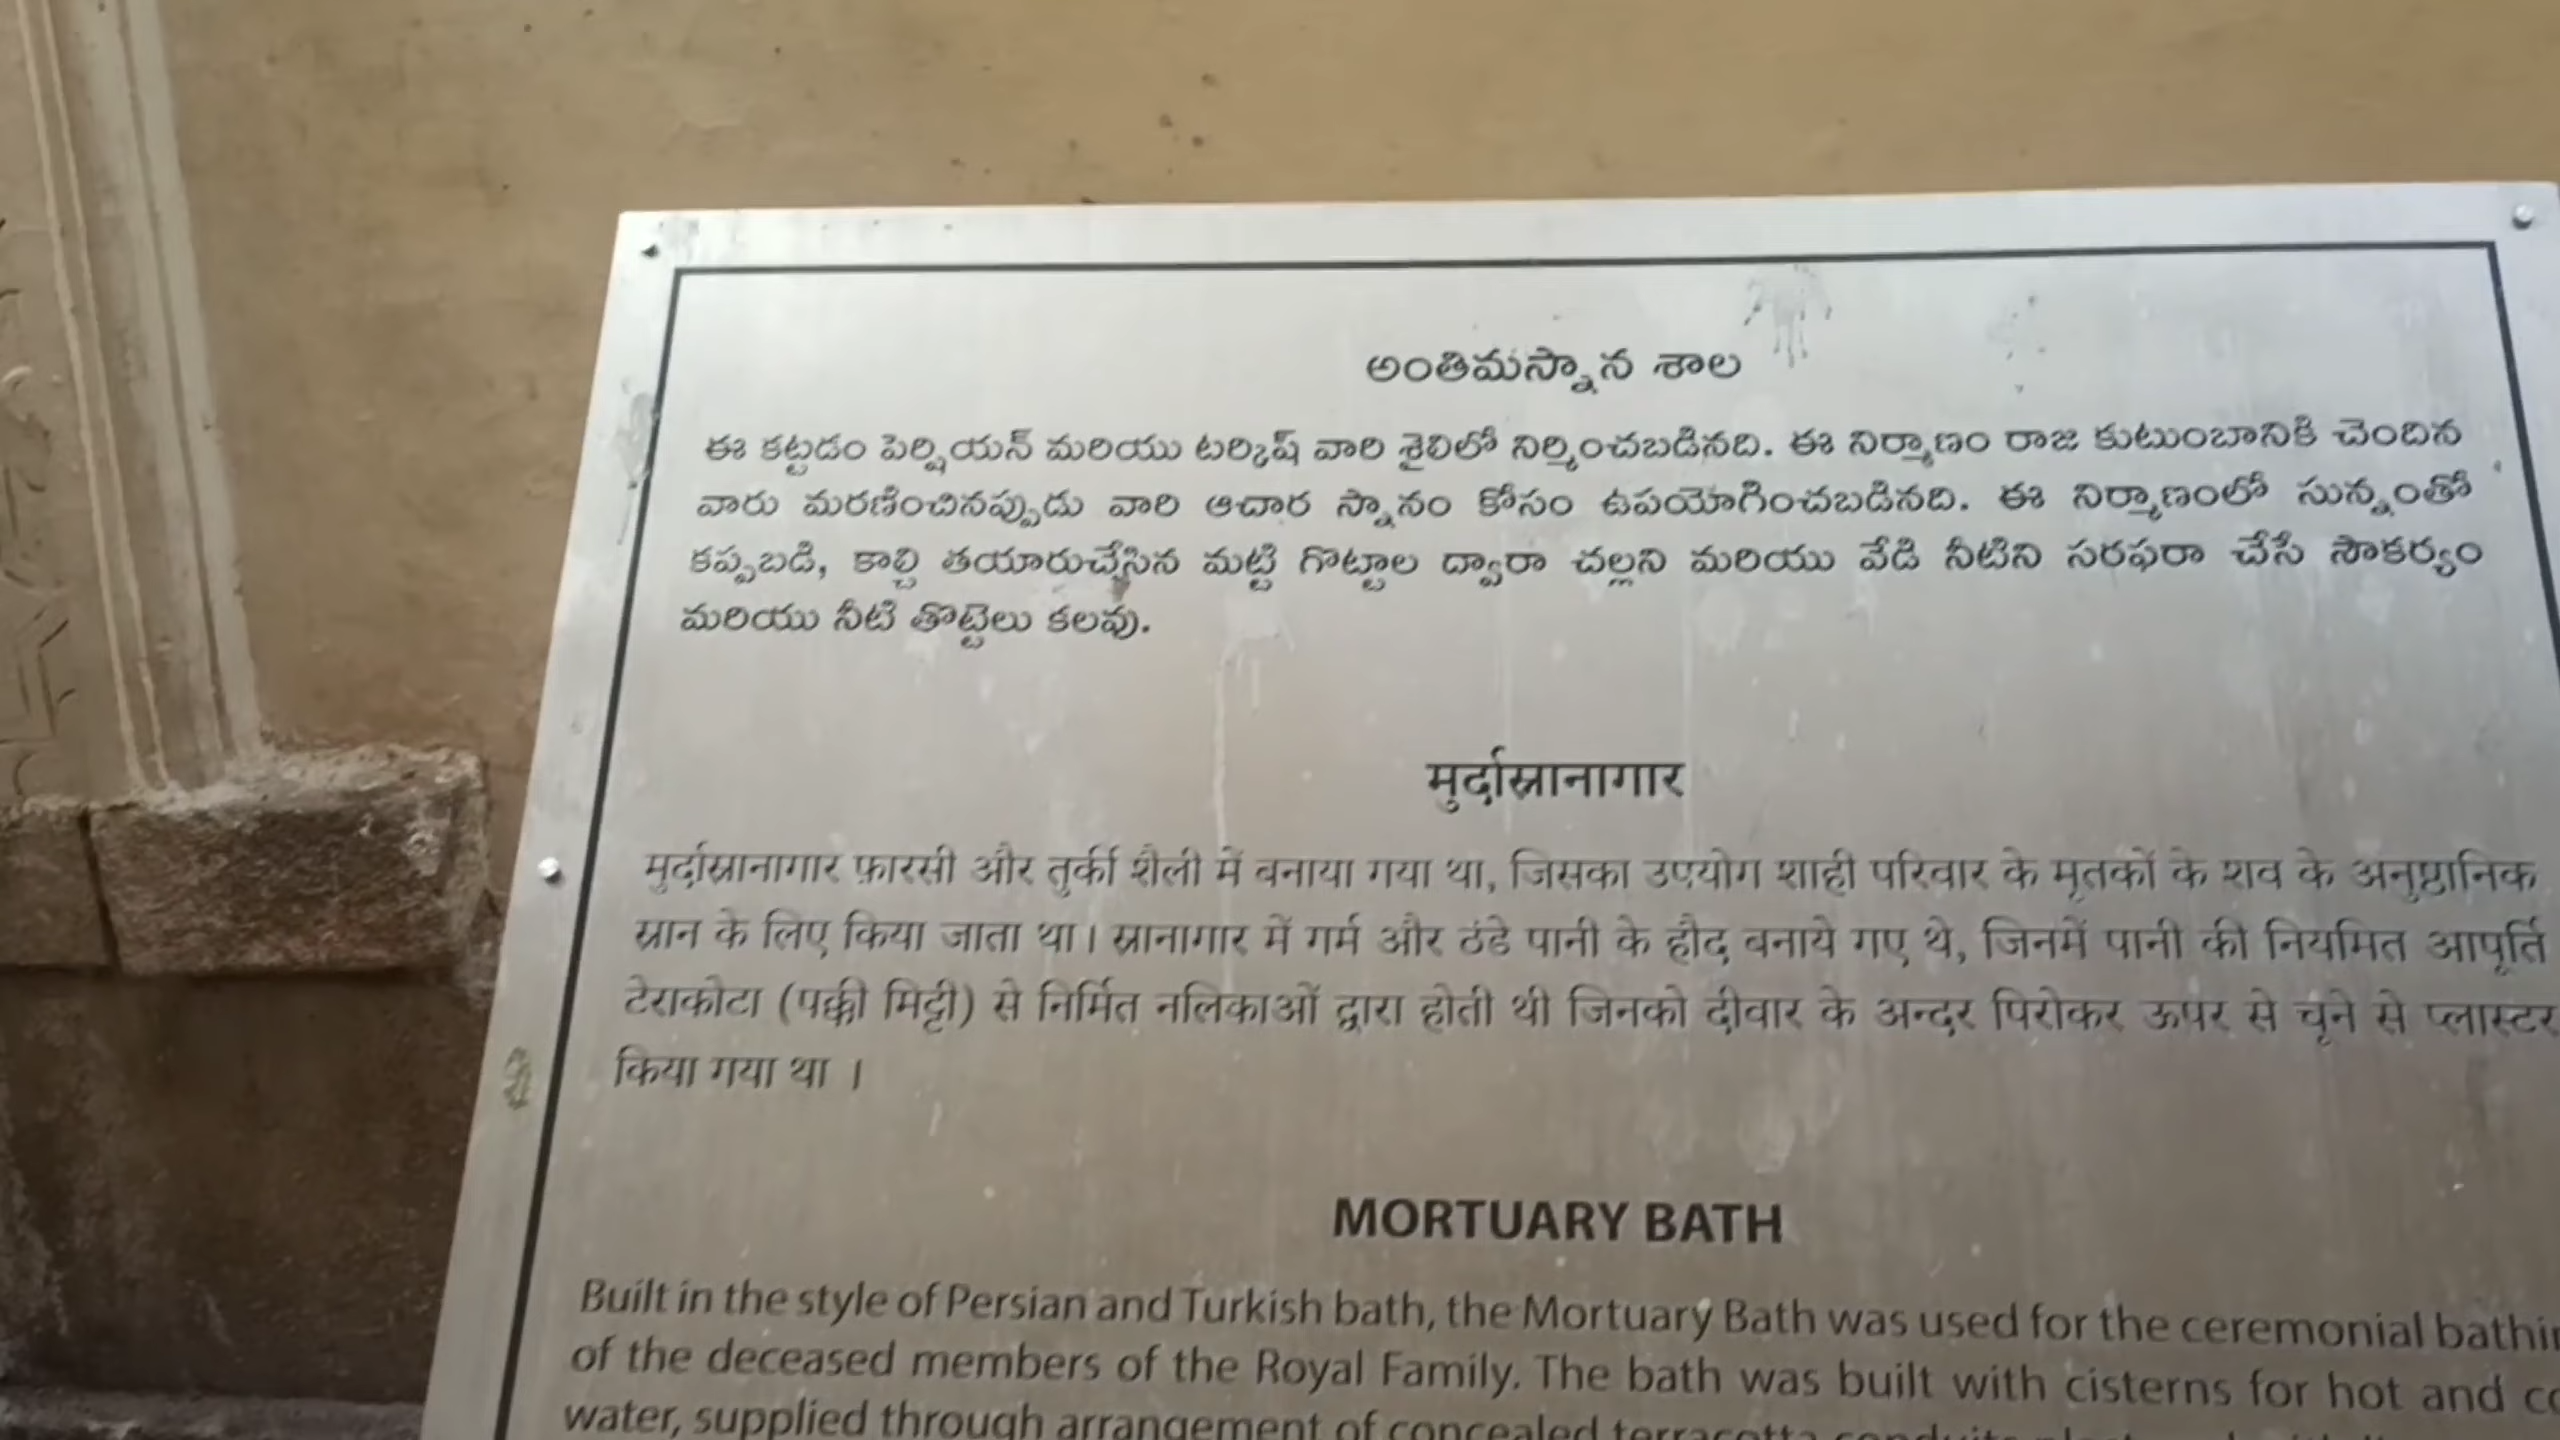 అంతిమస్నాన శాల
ఈ కట్టడం పెర్షియన్ మరియు టర్కిష్ వారి శైలిలో నిర్మించబడినది. ఈ నిర్మాణం రాజ కుటుంబానికి చెందిన
వారు మరణించినప్పుడు వారి ఆచార స్నానం కోసం ఉపయోగించబడినది. ఈ నిర్మాణంలో సున్నంతో
కప్పబడి, కాల్చి తయారుచేసిన మట్టి గొట్టాల ద్వారా చల్లని మరియు వేడి నీటిని సరఫరా చేసే సౌకర్యం
మరియు నీటి తొట్టెలు కలవు.
मुर्दास्नानागार
मुर्दास्नानागार फ़ारसी और तुर्की शैली में बनाया गया था, जिसका उपयोग शाही परिवार के मृतकों के शव के अनुष्ठानिक
स्नान के लिए किया जाता था। स्नानागार में गर्म और ठंडे पानी के हौद बनाये गए थे, जिनमें पानी की नियमित आपूर्ति
टेराकोटा (पक्की मिट्टी) से निर्मित नलिकाओं द्वारा होती थी जिनको दीवार के अन्दर पिरोकर ऊपर से चूने से प्लास्टर
किया गया था ।
MORTUARY BATH
Built in the style of Persian and Turkish bath, the Mortuary Bath was used for the ceremonial
of the deceased members of the Royal Family. The bath was built with cisterns for hot and
water, supplied through arrangement of concealed terracotta